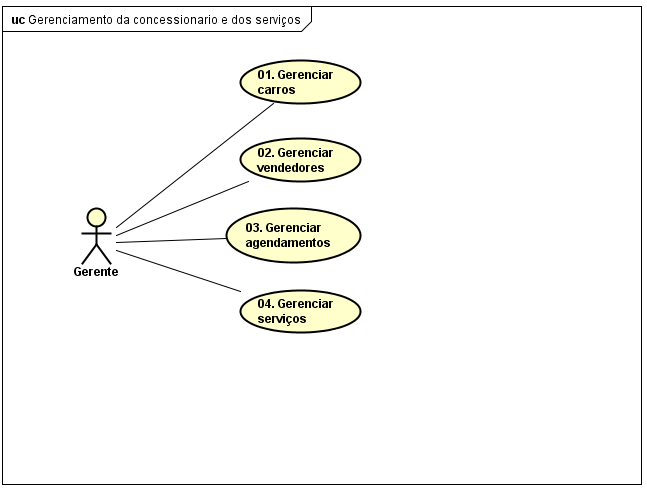 uc Gerenciamento da concessionario e dos serviços
01. Gerenciar
carros
02. Gerenciar
vendedores
03. Gerenciar
agendamentos
Gerente
04. Gerenciar
serviços